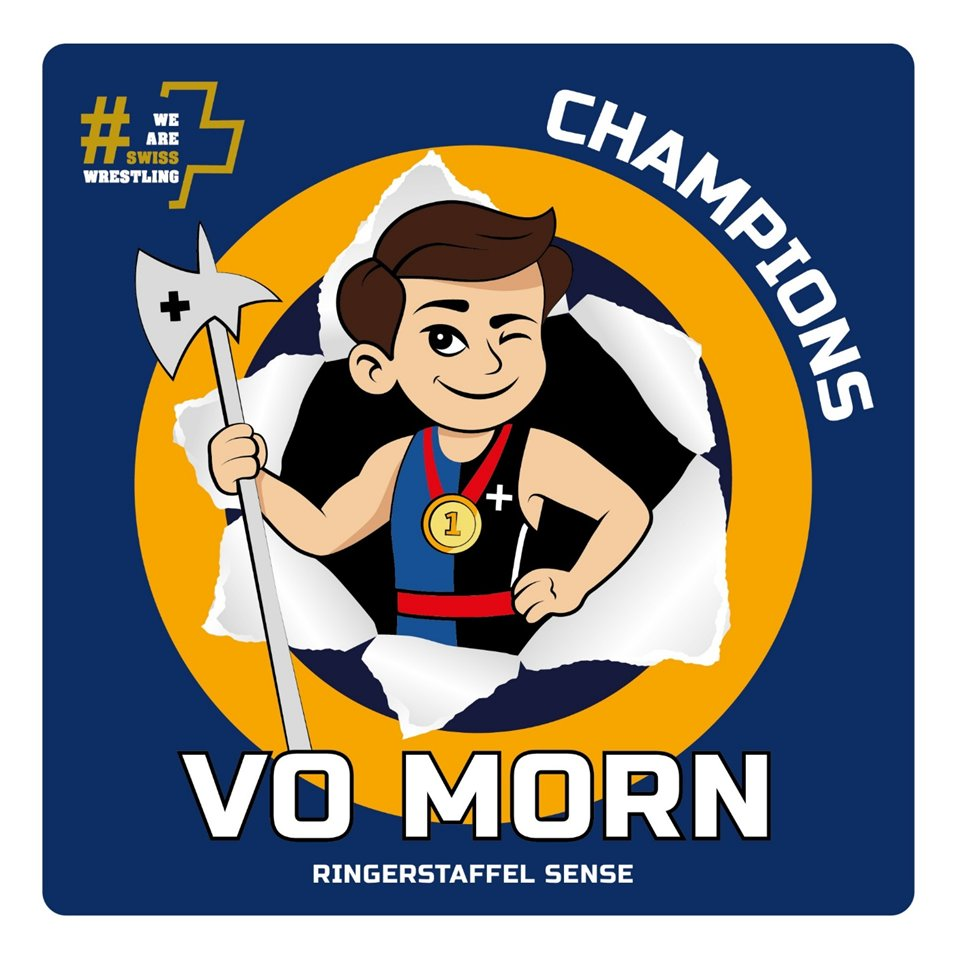 #
WE
ARE
SWISS
WRESTLING
CHAMPIONS
1
VO MORN
RINGERSTAFFEL SENSE